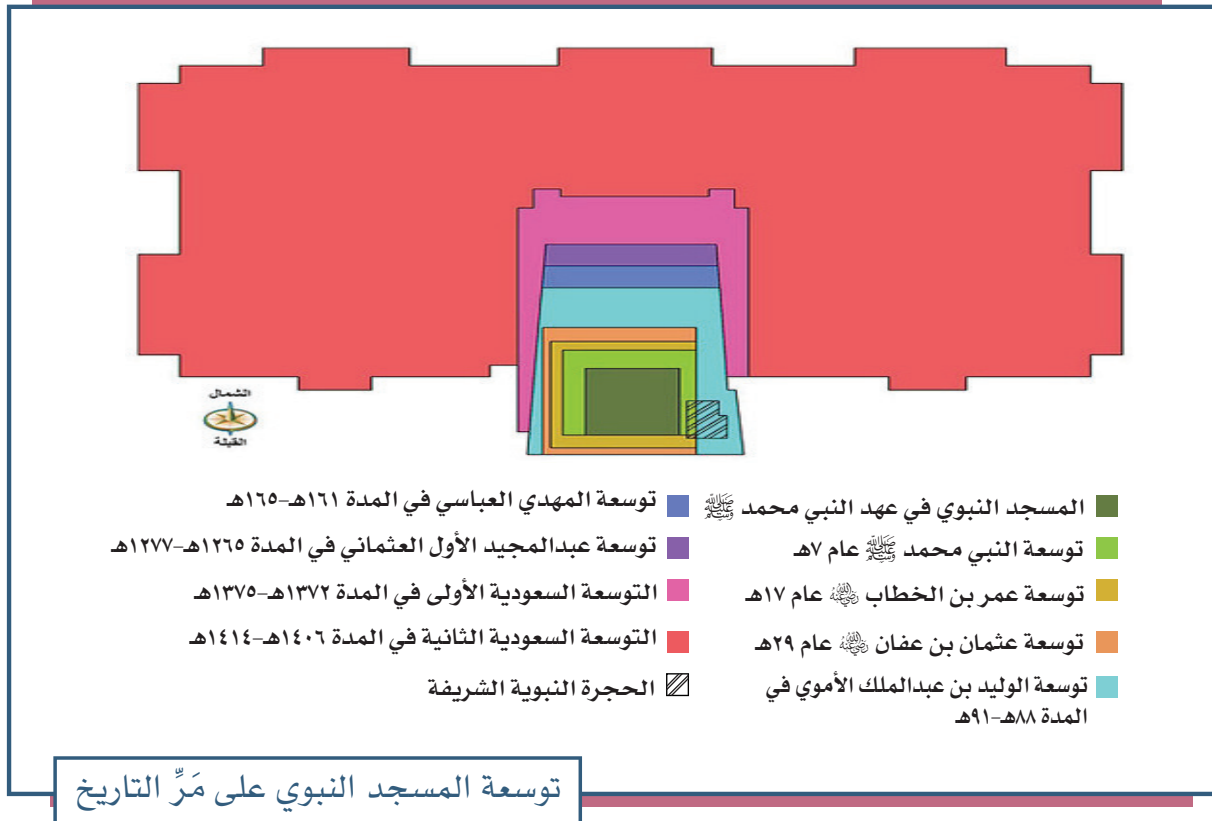 الشمال
القبلة
المسجد النبوي في عهد النبي محمد ﷺ
توسعة النبي محمد ﷺ عام ٧هـ
توسعة عمر بن الخطاب رضي الله عنه عام ١٧هـ
توسعة عثمان بن عفان رضي الله عنه عام ٢٩هـ
توسعة الوليد بن عبدالملك الأموي في
المدة ٨٨هـ-٩١هـ
توسعة المهدي العباسي في المدة ١٦١هـ-١٦٥هـ
توسعة عبدالمجيد الأول العثماني في المدة ١٢٦٥هـ-١٢٧٧هـ
التوسعة السعودية الأولى في المدة ١٣٧٢هـ-١٣٧٥هـ
التوسعة السعودية الثانية في المدة ١٤٠٦هـ-١٤١٤هـ
الحجرة النبوية الشريفة
توسعة المسجد النبوي على مَرِّ التاريخ